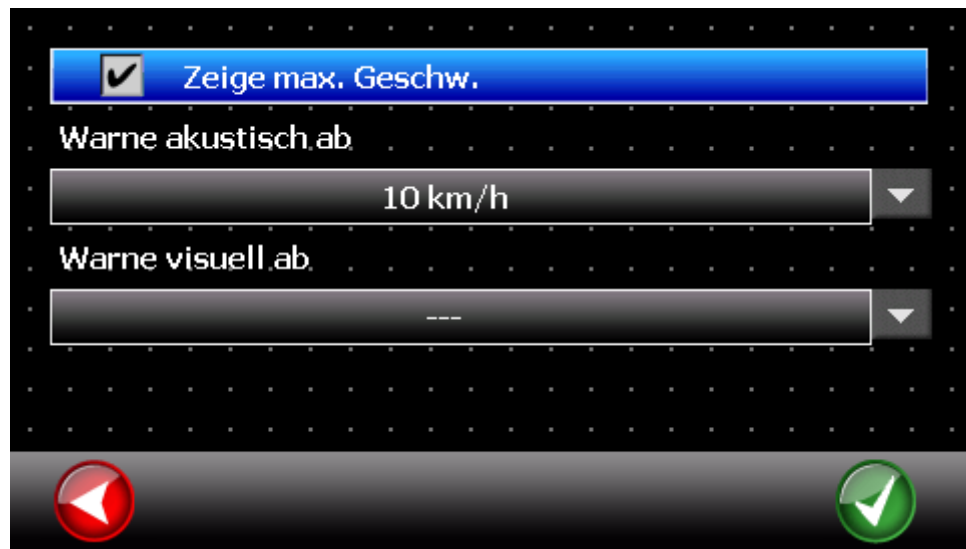 Zeige max. Geschw.
Warne akustisch ab
10 km/h
Warne visuell ab
---